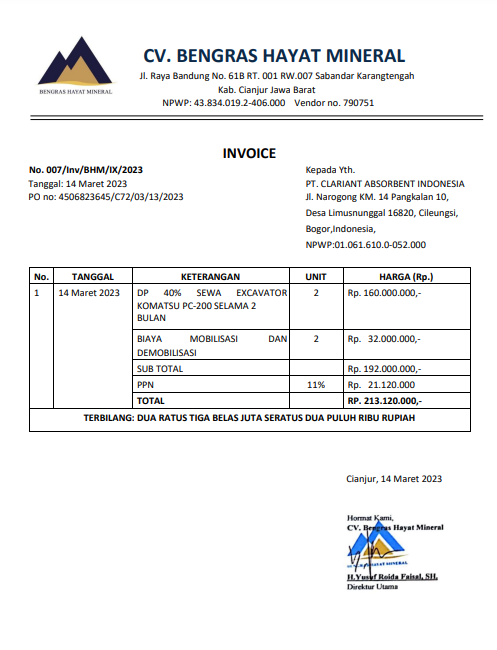 BENGRAS HAYAT MINERAL
CV. BENGRAS HAYAT MINERAL
Jl. Raya Bandung No. 61B RT. 001 RW.007 Sabandar Karangtengah
Kab. Cianjur Jawa Barat
NPWP: 43.834.019.2-406.000 Vendor no. 790751
INVOICE
No. 007/Inv/BHM/IX/2023
Tanggal: 14 Maret 2023
PO no: 4506823645/C72/03/13/2023
Kepada Yth.
PT. CLARIANT ABSORBENT INDONESIA
Jl. Narogong KM. 14 Pangkalan 10,
Desa Limusnunggal 16820, Cileungsi,
Bogor,Indonesia,
NPWP:01.061.610.0-052.000
No. TANGGAL KETERANGAN UNIT HARGA (Rp.)
1 14 Maret 2023 DP 40% SEWA EXCAVATOR 2 Rp. 160.000.000,-
KOMATSU PC-200 SELAMA 2
BULAN
BIAYA MOBILISASI DAN 2 Rp. 32.000.000,-
DEMOBILISASI
SUB TOTAL Rp. 192.000.000,-
PPN 11% Rp. 21.120.000
TOTAL RP. 213.120.000,-
TERBILANG: DUA RATUS TIGA BELAS JUTA SERATUS DUA PULUH RIBU RUPIAH
Cianjur, 14 Maret 2023
Hormat Kami,
CV. Bengras Hayat Mineral
HAYAT MINERAL
H.Yusuf Roida Faisal, SH.
Direktur Utama